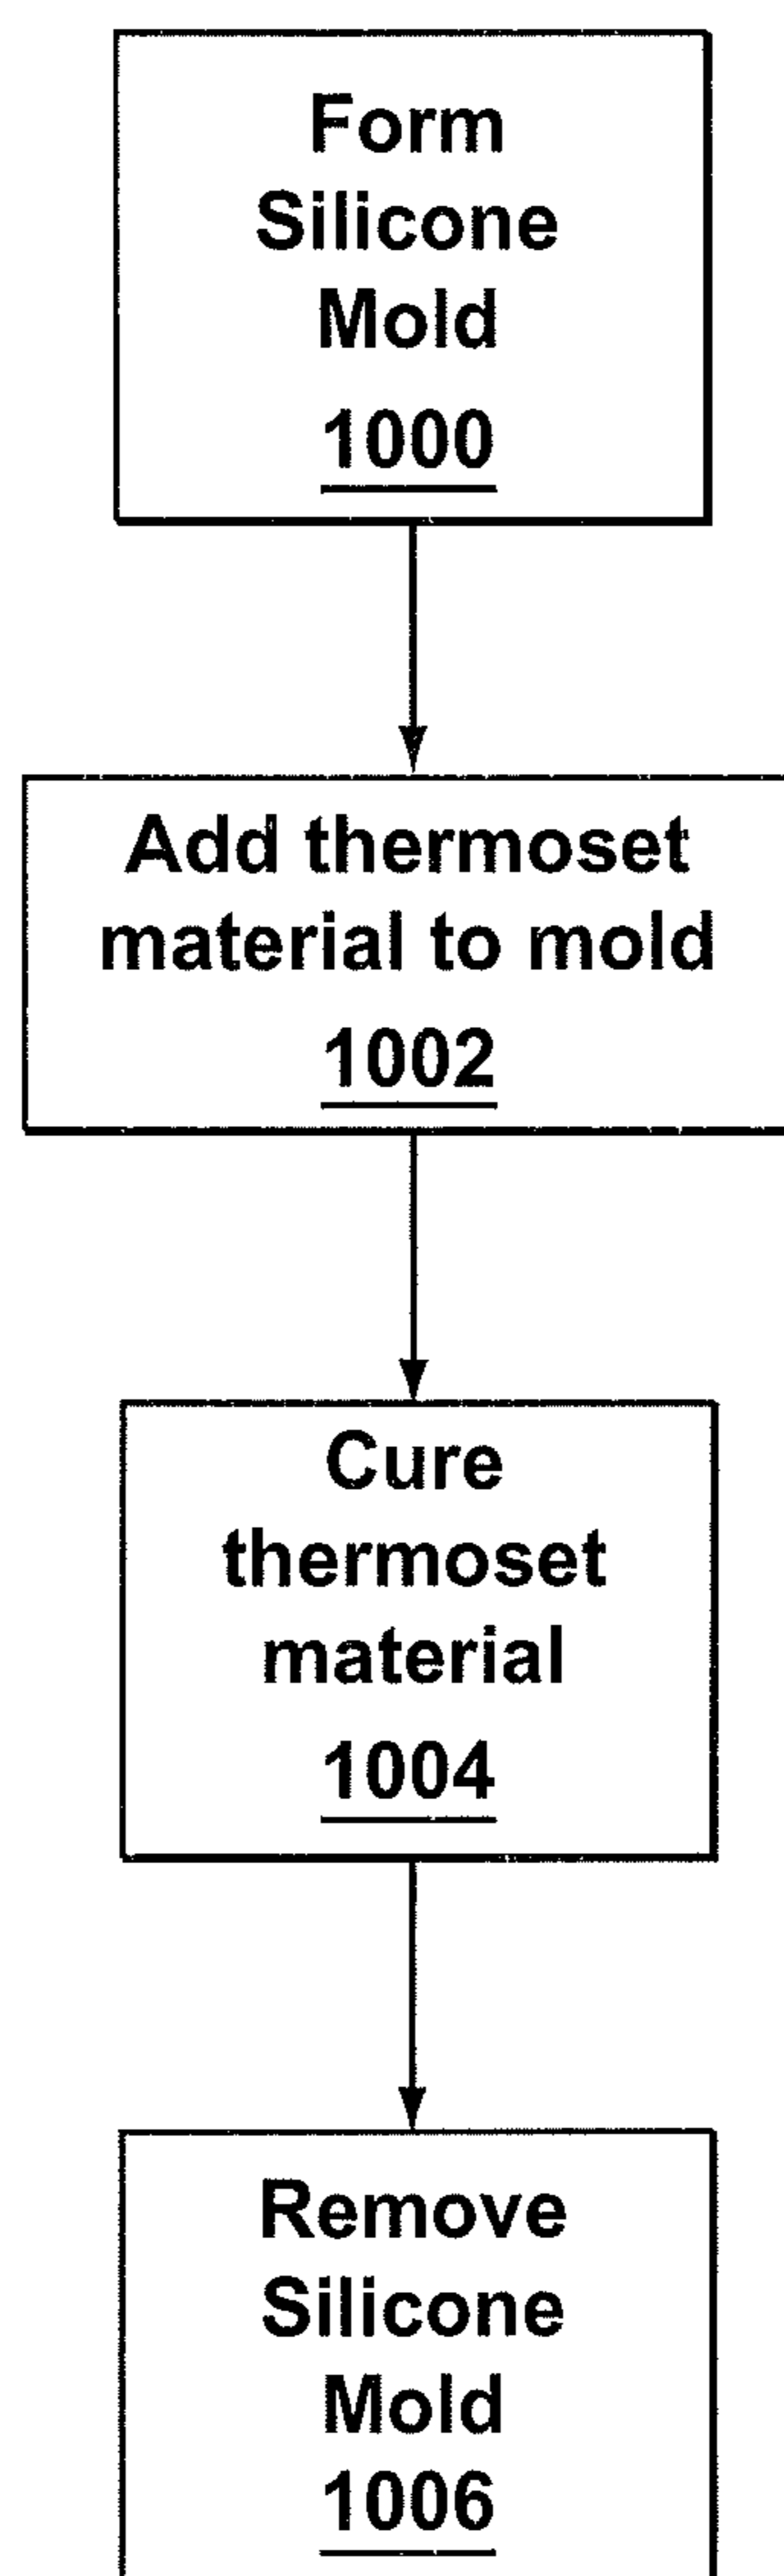 Form
Silicone
Mold
1000
Add thermoset
material to mold
1002
Cure
thermoset
material
1004
Remove
Silicone
Mold
1006